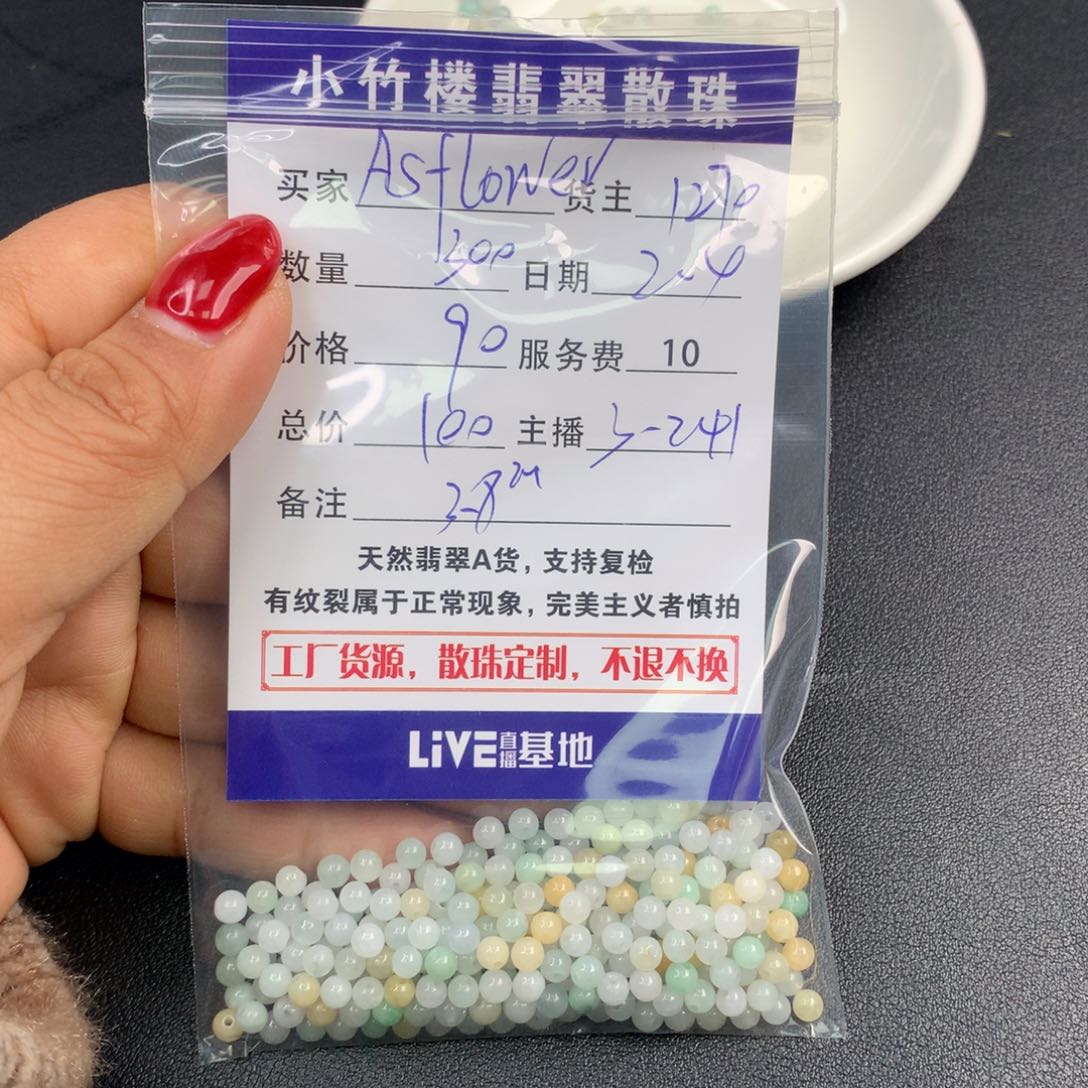 小竹楼翡翠散珠
买家 Asflower 货主 1270
数量 300 日期 2-4
价格 90 服务费 10
总价 100 主播 3-241
备注 3-8
天然翡翠A货，支持复检
有纹裂属于正常现象，完美主义者慎拍
工厂货源，散珠定制，不退不换
LiVE直播基地